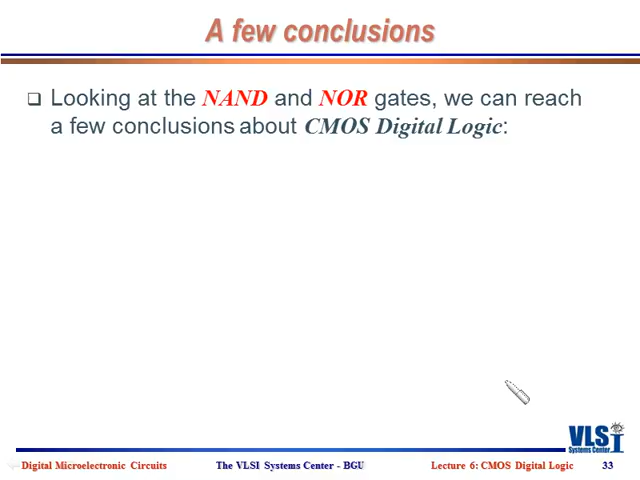 A few conclusions
❑ Looking at the NAND and NOR gates, we can reach
a few conclusions about CMOS Digital Logic:
VLSI
Systems Center
Digital Microelectronic Circuits The VLSI Systems Center - BGU Lecture 6: CMOS Digital Logic 33